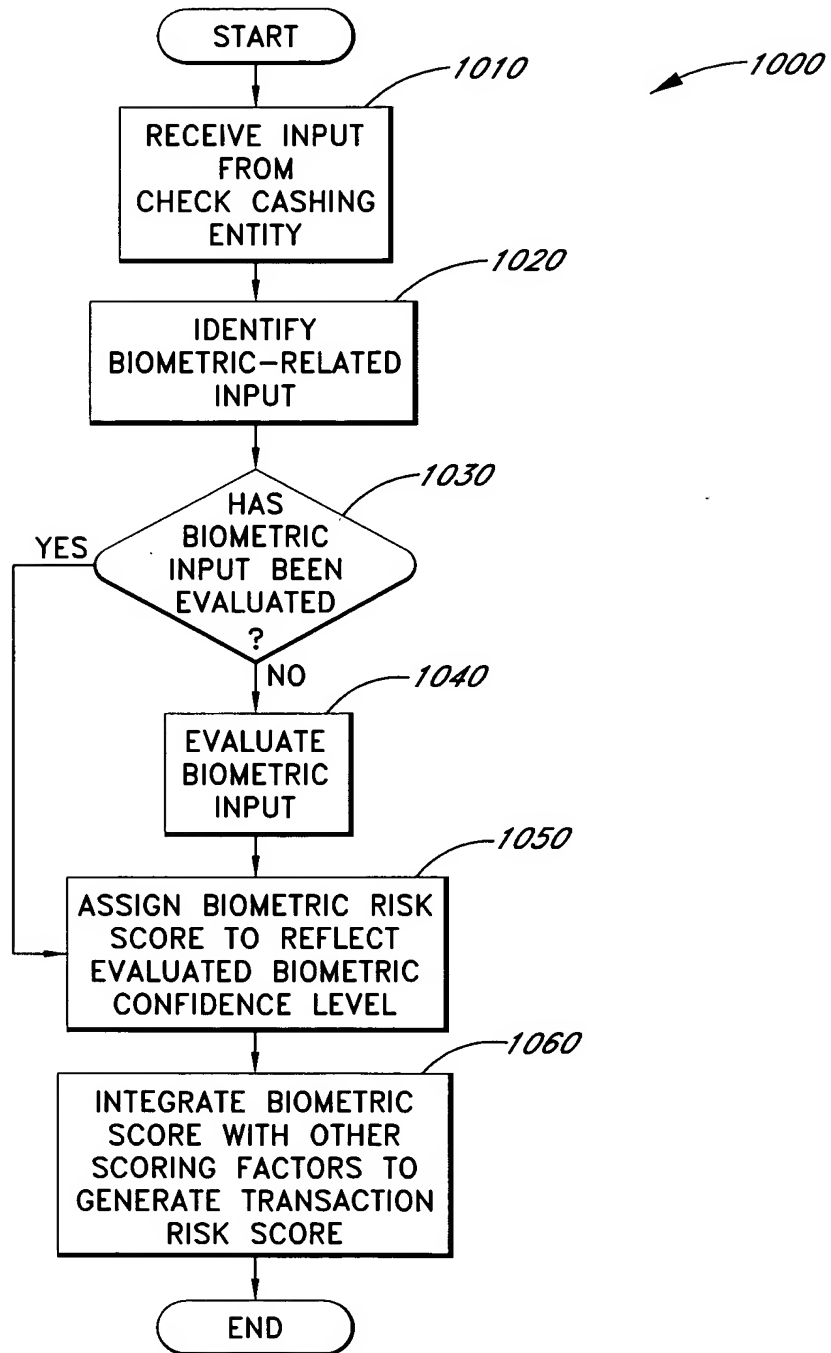 START
1010
1000
RECEIVE INPUT
FROM
CHECK CASHING
ENTITY
1020
IDENTIFY
BIOMETRIC-RELATED
INPUT
1030
HAS
BIOMETRIC
INPUT BEEN
EVALUATED
?
YES
NO
1040
EVALUATE
BIOMETRIC
INPUT
1050
ASSIGN BIOMETRIC RISK
SCORE TO REFLECT
EVALUATED BIOMETRIC
CONFIDENCE LEVEL
1060
INTEGRATE BIOMETRIC
SCORE WITH OTHER
SCORING FACTORS TO
GENERATE TRANSACTION
RISK SCORE
END